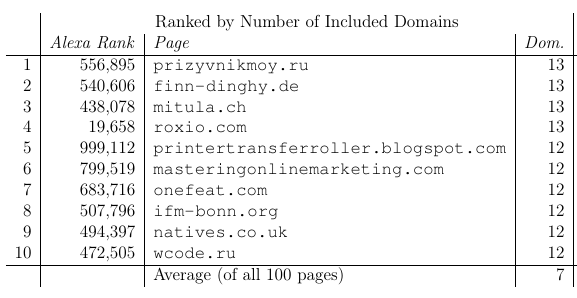 Ranked by Number of Included Domains
Alexa Rank Page Dom.
1 556,895 prizyvnikmoy.ru 13
2 540,606 finn-dinghy.de 13
3 438,078 mitula.ch 13
4 19,658 roxio.com 13
5 999,112 printertransferroller.blogspot.com 12
6 799,519 masteringonlinemarketing.com 12
7 683,716 onefeat.com 12
8 507,796 ifm-bonn.org 12
9 494,397 natives.co.uk 12
10 472,505 wcode.ru 12
Average (of all 100 pages) 7